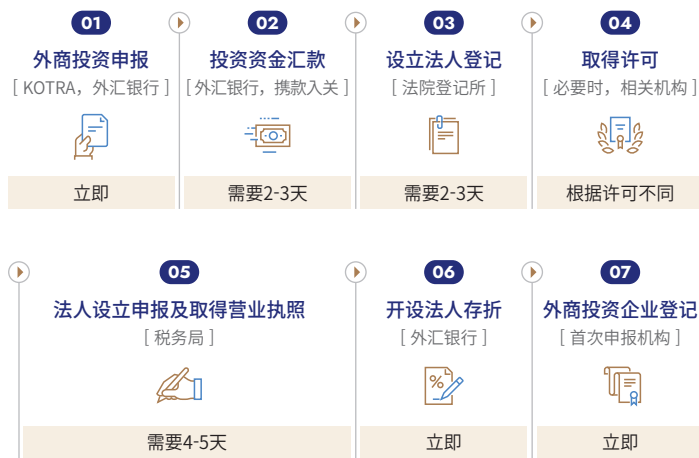 01
外商投资申报
[ KOTRA，外汇银行 ]
立即
02
投资资金汇款
[ 外汇银行，携款入关 ]
需要2-3天
03
设立法人登记
[ 法院登记所 ]
需要2-3天
04
取得许可
[ 必要时，相关机构 ]
根据许可不同
05
法人设立申报及取得营业执照
[ 税务局 ]
需要4-5天
06
开设法人存折
[ 外汇银行 ]
立即
07
外商投资企业登记
[ 首次申报机构 ]
立即